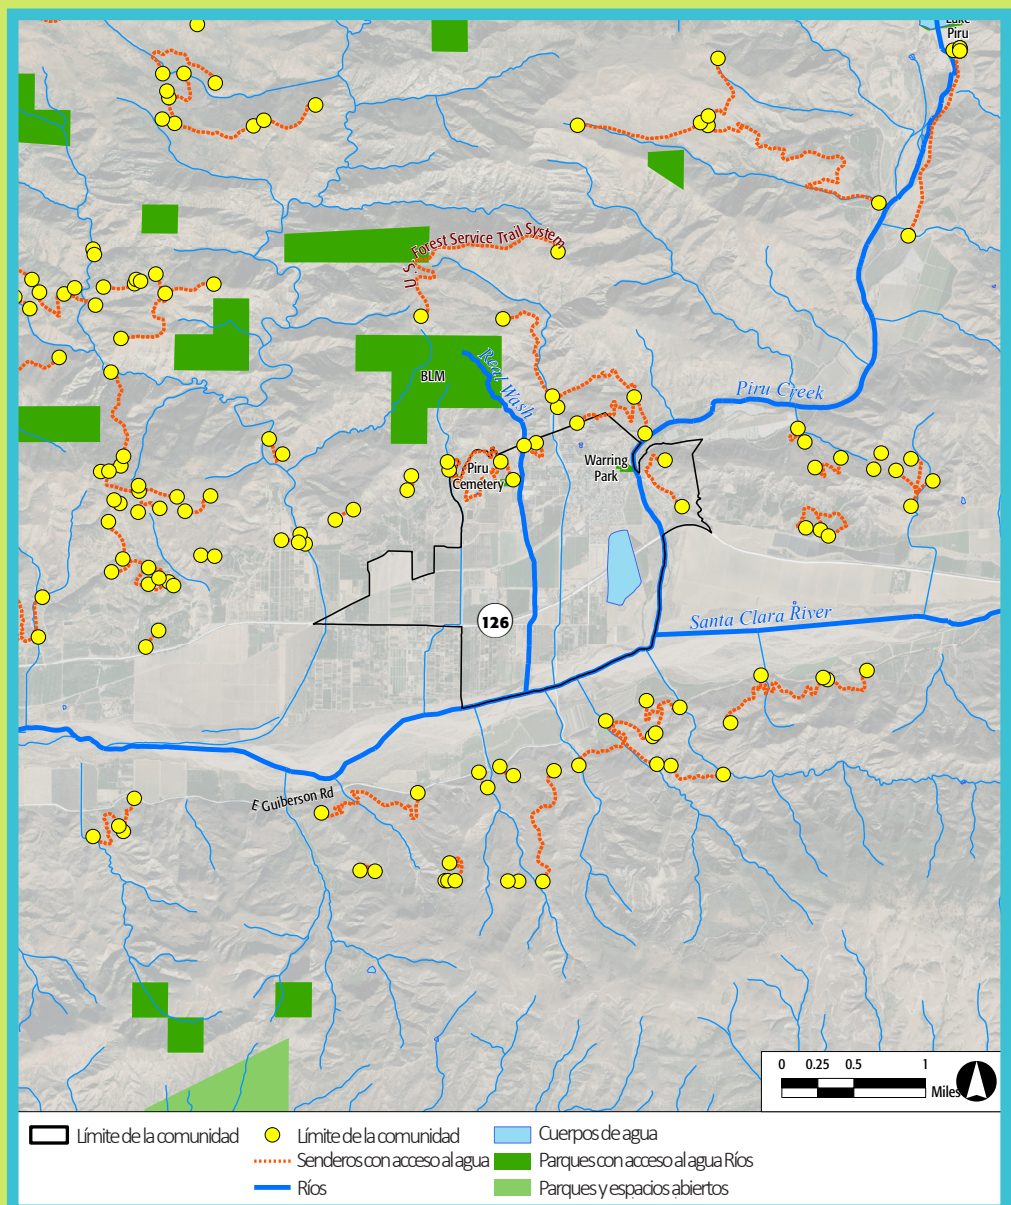 Lake
Piru
U.S. Forest Service Trail System
Real Wash
BLM
Piru Creek
Warring
Park
Piru
Cemetery
126
Santa Clara River
E Guiberson Rd
0 0.25 0.5 1
Miles
Límite de la comunidad
Límite de la comunidad
Cuerpos de agua
Senderos con acceso al agua
Parques con acceso al agua Ríos
Ríos
Parques y espacios abiertos